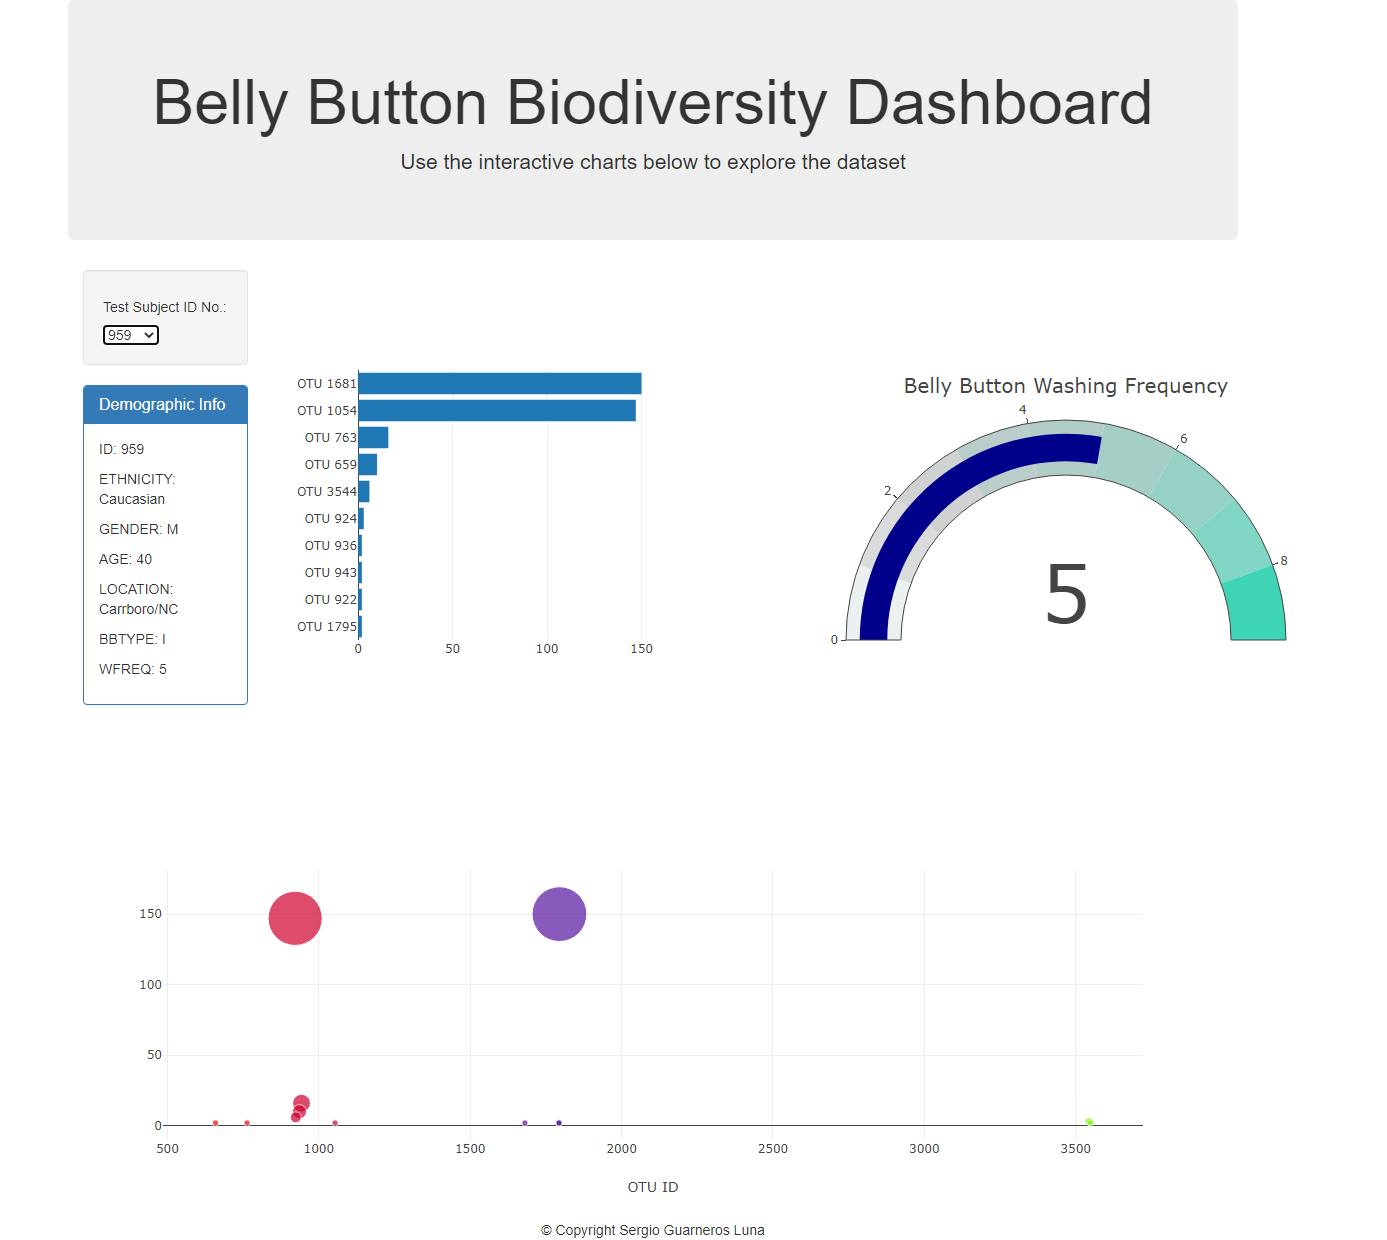 Belly Button Biodiversity Dashboard
Use the interactive charts below to explore the dataset
Test Subject ID No.:
959
Demographic Info
ID: 959
ETHNICITY:
Caucasian
GENDER: M
AGE: 40
LOCATION:
Carrboro/NC
BBTYPE: I
WFREQ: 5
OTU 1681
OTU 1054
OTU 763
OTU 659
OTU 3544
OTU 924
OTU 936
OTU 943
OTU 922
OTU 1795
0 50 100 150
Belly Button Washing Frequency
0
2
4
6
8
5
150
100
50
0
500 1000 1500 2000 2500 3000 3500
OTU ID
© Copyright Sergio Guarneros Luna